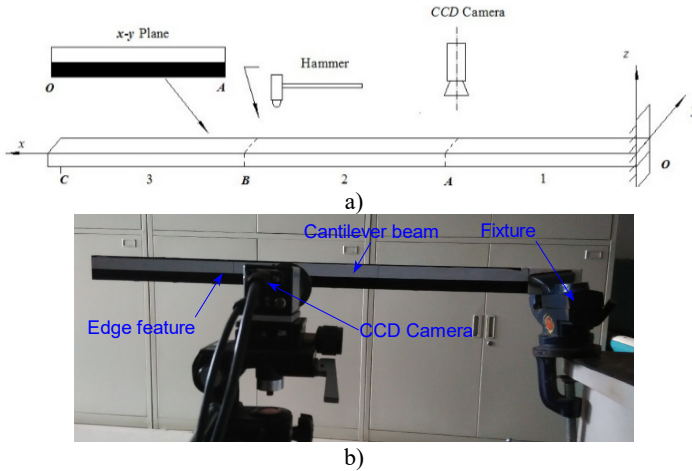 x-y Plane
CCD Camera
Hammer
z
O
A
x
C
3
B
2
A
1
O
a)
Cantilever beam
Fixture
Edge feature
CCD Camera
b)